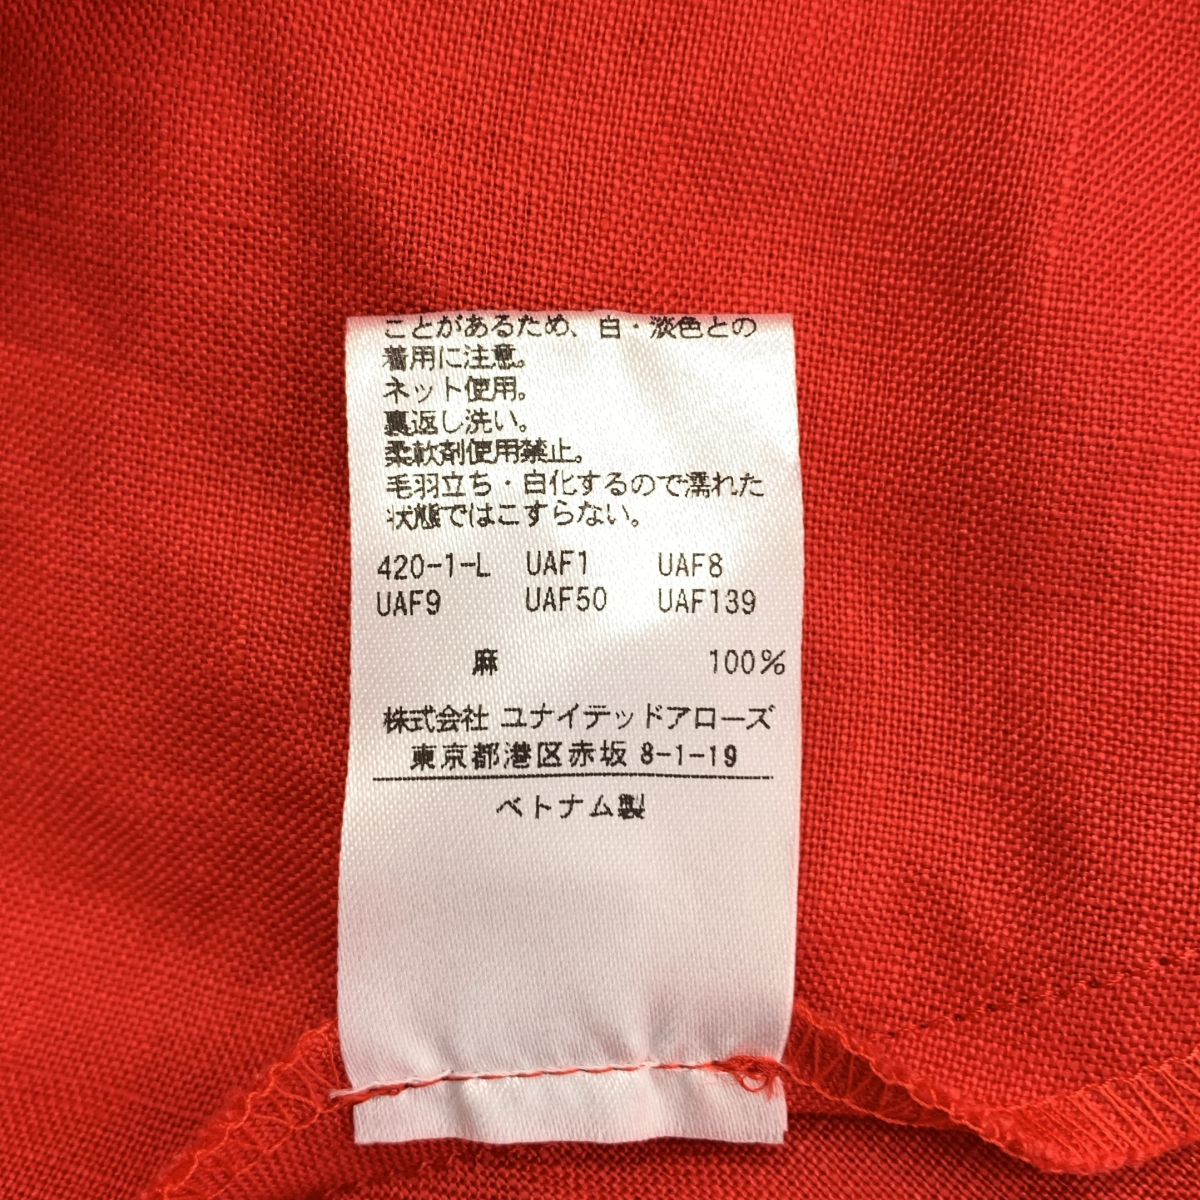 ことがあるため、白・淡色との
着用に注意。
ネット使用。
裏返し洗い。
柔軟剤使用禁止。
毛羽立ち・白化するので濡れた
状態ではこすらない。
420-1-L UAF1 UAF8
UAF9 UAF50 UAF139
麻 100%
株式会社 ユナイテッドアローズ
東京都港区赤坂 8-1-19
ベトナム製